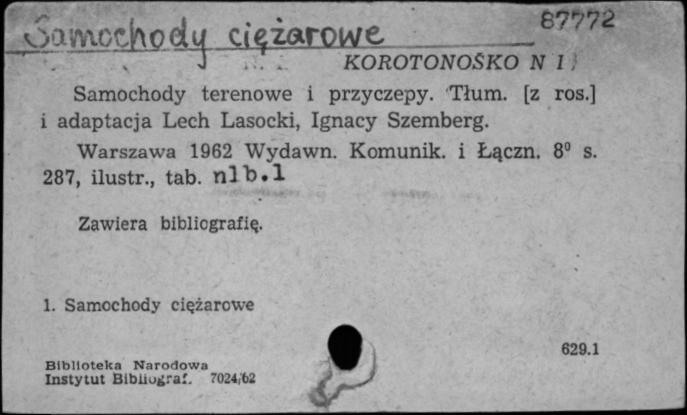 87772
Samochody ciężarowe
KOROTONOŠKO N I
Samochody terenowe i przyczepy. Tłum. [z ros.]
i adaptacja Lech Lasocki, Ignacy Szemberg.
Warszawa 1962 Wydawn. Komunik. i Łączn. 8⁰ s.
287, ilustr., tab. nlb.1
Zawiera bibliografię.
1. Samochody ciężarowe
629.1
Biblioteka Narodowa
Instytut Bibliograf. 7024/62